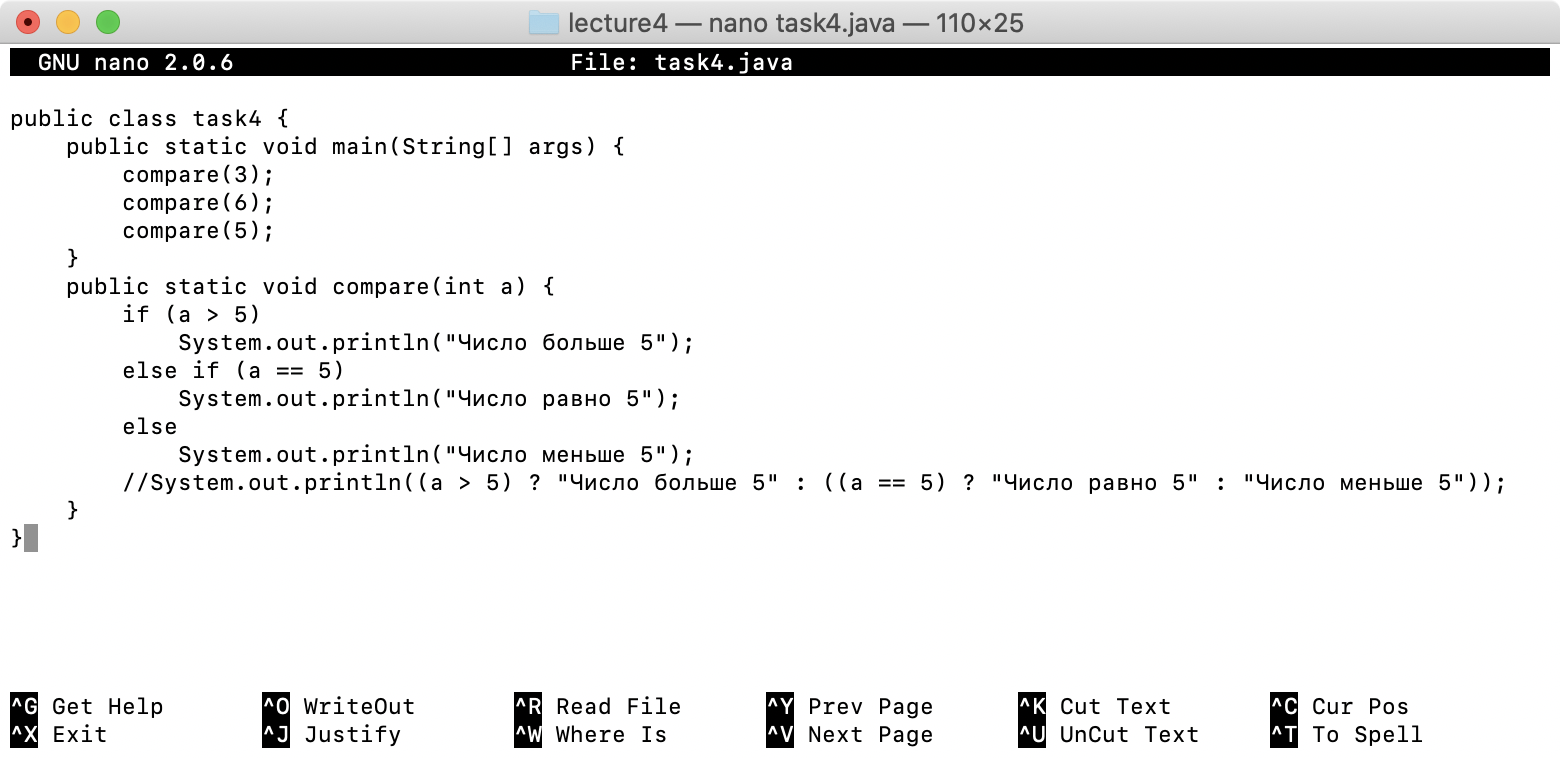 lecture4 — nano task4.java — 110×25
GNU nano 2.0.6 File: task4.java
public class task4 {
    public static void main(String[] args) {
        compare(3);
        compare(6);
        compare(5);
    }
    public static void compare(int a) {
        if (a > 5)
            System.out.println("Число больше 5");
        else if (a == 5)
            System.out.println("Число равно 5");
        else
            System.out.println("Число меньше 5");
        //System.out.println((a > 5) ? "Число больше 5" : ((a == 5) ? "Число равно 5" : "Число меньше 5"));
    }
}
^G Get Help ^O WriteOut ^R Read File ^Y Prev Page ^K Cut Text ^C Cur Pos
^X Exit ^J Justify ^W Where Is ^V Next Page ^U UnCut Text ^T To Spell